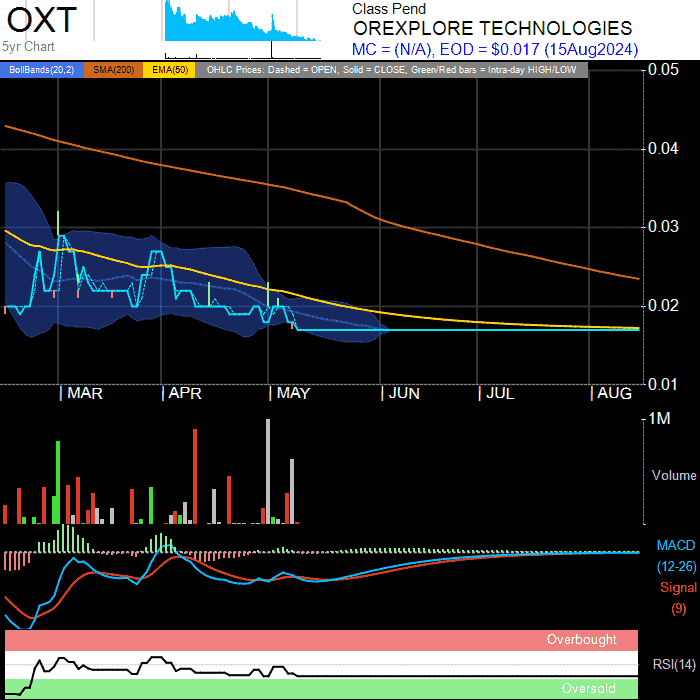 OXT
5yr Chart
Class Pend
OREXPLORE TECHNOLOGIES
MC = (N/A), EOD = $0.017 (15Aug2024)
BollBands(20,2) SMA(200) EMA(50) OHLC Prices: Dashed = OPEN, Solid = CLOSE, Green/Red bars = Intra-day HIGH/LOW
0.05
0.04
0.03
0.02
0.01
MAR APR MAY JUN JUL AUG
1M
Volume
MACD
(12-26)
Signal
(9)
Overbought
RSI(14)
Oversold